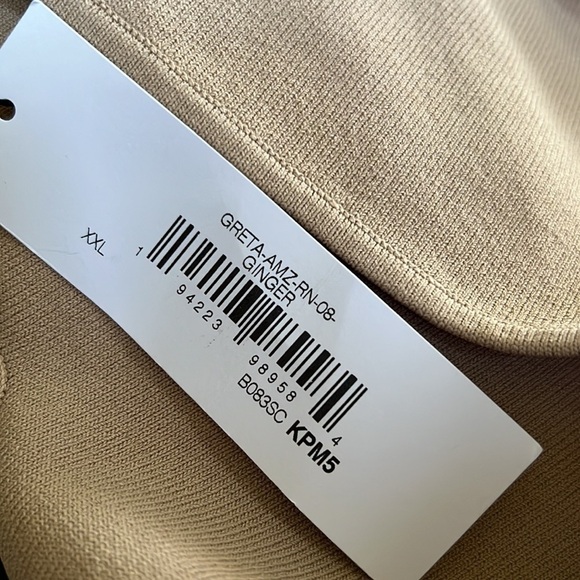 GRETA-AMZ-RN-08-
GINGER
XXL
1 94223 98958 4
B083SC KPM5